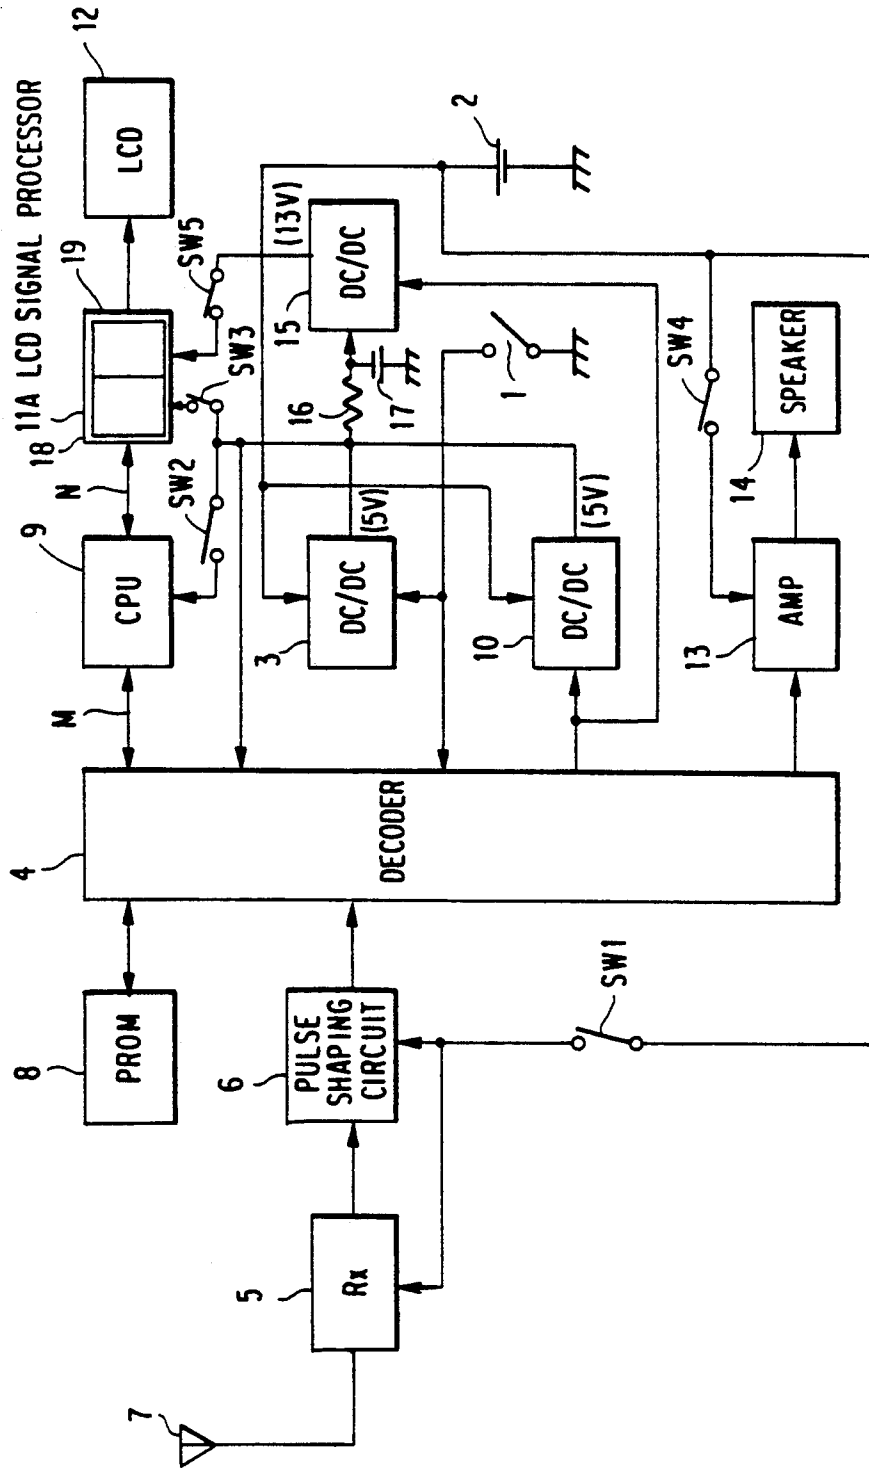 11A LCD SIGNAL PROCESSOR
18
19
12
LCD
N
9
CPU
M
SW2
SW3
SW5
(13V)
15
DC/DC
16
17
2
1
3
DC/DC
(5V)
10
DC/DC
(5V)
SW4
14
SPEAKER
13
AMP
4
DECODER
8
PROM
6
PULSE
SHAPING
CIRCUIT
SW1
5
Rx
7